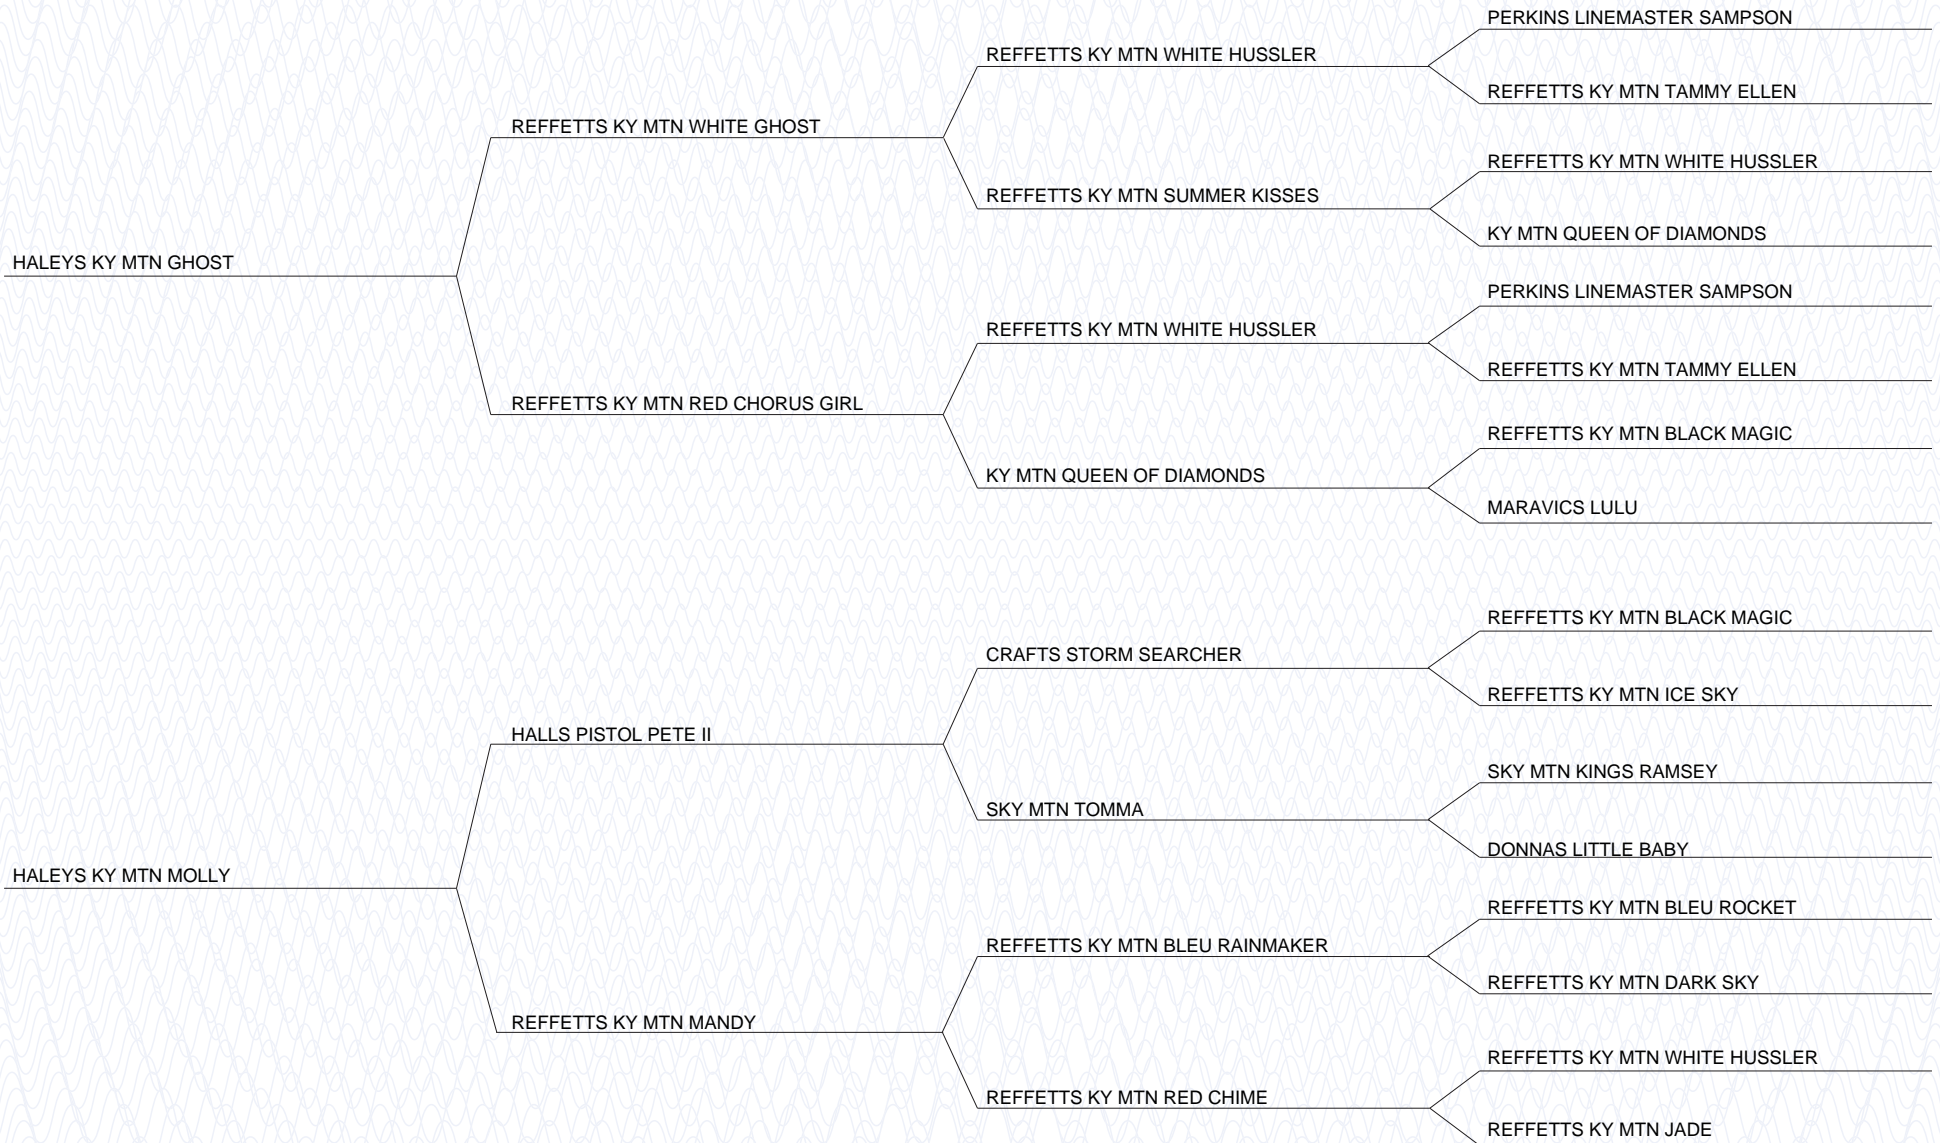 PERKINS LINEMASTER SAMPSON
REFFETTS KY MTN WHITE HUSSLER
REFFETTS KY MTN TAMMY ELLEN
REFFETTS KY MTN WHITE GHOST
REFFETTS KY MTN WHITE HUSSLER
REFFETTS KY MTN SUMMER KISSES
KY MTN QUEEN OF DIAMONDS
HALEYS KY MTN GHOST
PERKINS LINEMASTER SAMPSON
REFFETTS KY MTN WHITE HUSSLER
REFFETTS KY MTN TAMMY ELLEN
REFFETTS KY MTN RED CHORUS GIRL
REFFETTS KY MTN BLACK MAGIC
KY MTN QUEEN OF DIAMONDS
MARAVICS LULU
REFFETTS KY MTN BLACK MAGIC
CRAFTS STORM SEARCHER
REFFETTS KY MTN ICE SKY
HALLS PISTOL PETE II
SKY MTN KINGS RAMSEY
SKY MTN TOMMA
DONNAS LITTLE BABY
HALEYS KY MTN MOLLY
REFFETTS KY MTN BLEU ROCKET
REFFETTS KY MTN BLEU RAINMAKER
REFFETTS KY MTN DARK SKY
REFFETTS KY MTN MANDY
REFFETTS KY MTN WHITE HUSSLER
REFFETTS KY MTN RED CHIME
REFFETTS KY MTN JADE